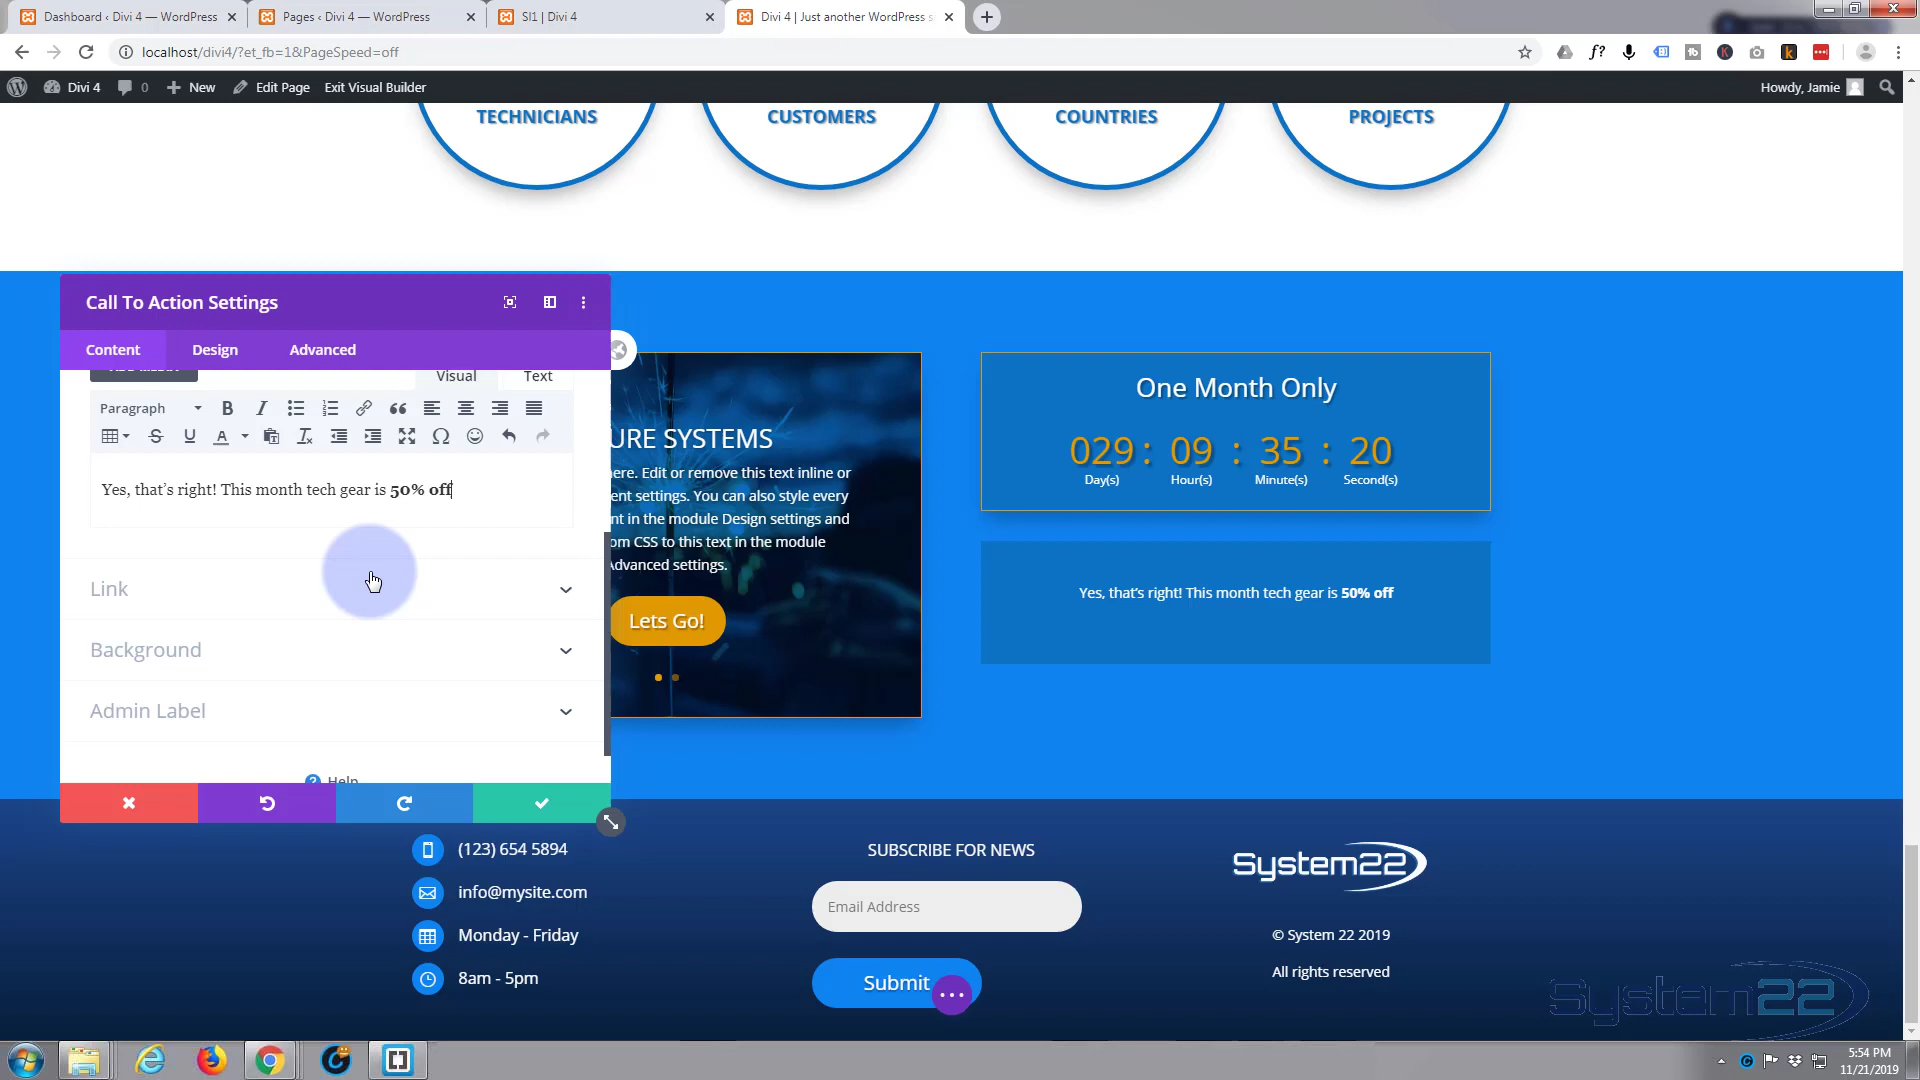 Dashboard ‹ Divi 4 — WordPress
Pages ‹ Divi 4 — WordPress
SI1 | Divi 4
Divi 4 | Just another WordPress s
localhost/divi4/?et_fb=1&PageSpeed=off
Divi 4
0
New
Edit Page
Exit Visual Builder
Howdy, Jamie
TECHNICIANS
CUSTOMERS
COUNTRIES
PROJECTS
Call To Action Settings
Content
Design
Advanced
Visual
Text
Paragraph
Yes, that’s right! This month tech gear is 50% off
Link
Background
Admin Label
Help
URE SYSTEMS
here. Edit or remove this text inline or
ent settings. You can also style every
nt in the module Design settings and
om CSS to this text in the module
Advanced settings.
Lets Go!
One Month Only
029 : 09 : 35 : 20
Day(s) Hour(s) Minute(s) Second(s)
Yes, that’s right! This month tech gear is 50% off
(123) 654 5894
info@mysite.com
Monday - Friday
8am - 5pm
SUBSCRIBE FOR NEWS
Email Address
Submit
System22
© System 22 2019
All rights reserved
System22
5:54 PM
11/21/2019